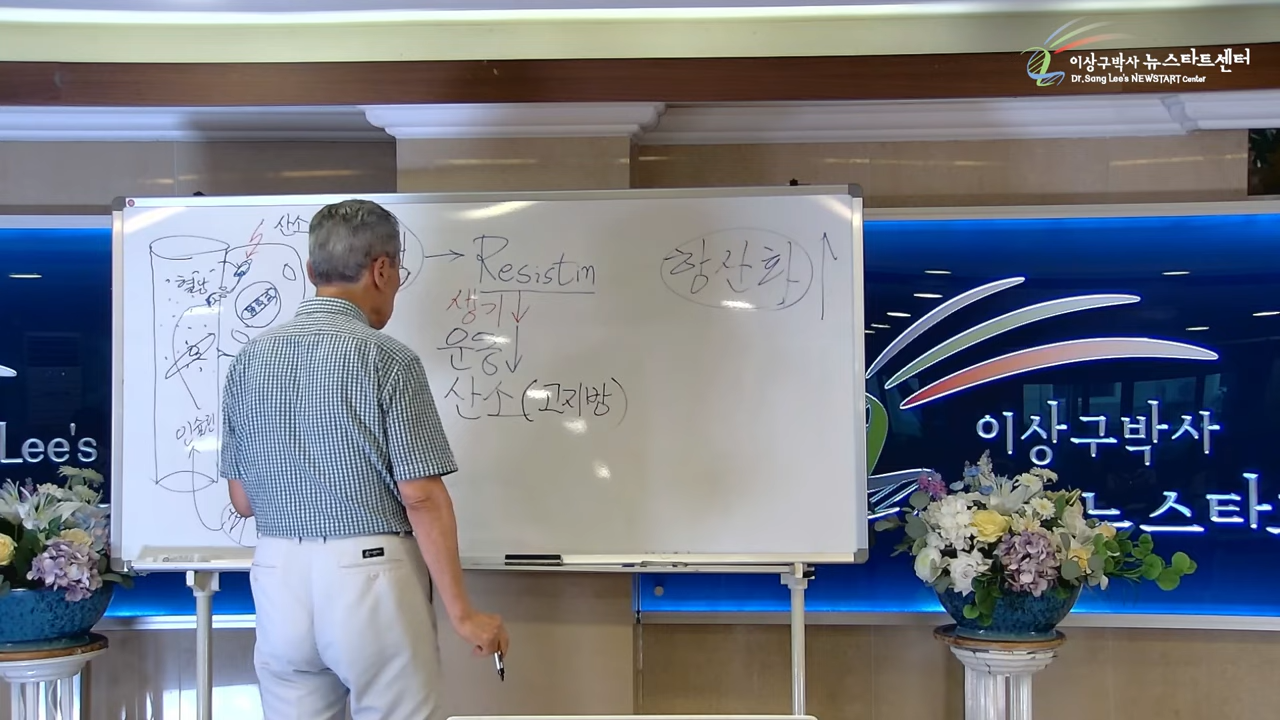 이상구박사 뉴스타트센터
Dr. Sang Lee's NEWSTART Center
산소
혈당
인슐린
Resistin
생기↓
운동↓
산소(고지방)
항산화↑
Lee's
이상구박사
뉴스타트